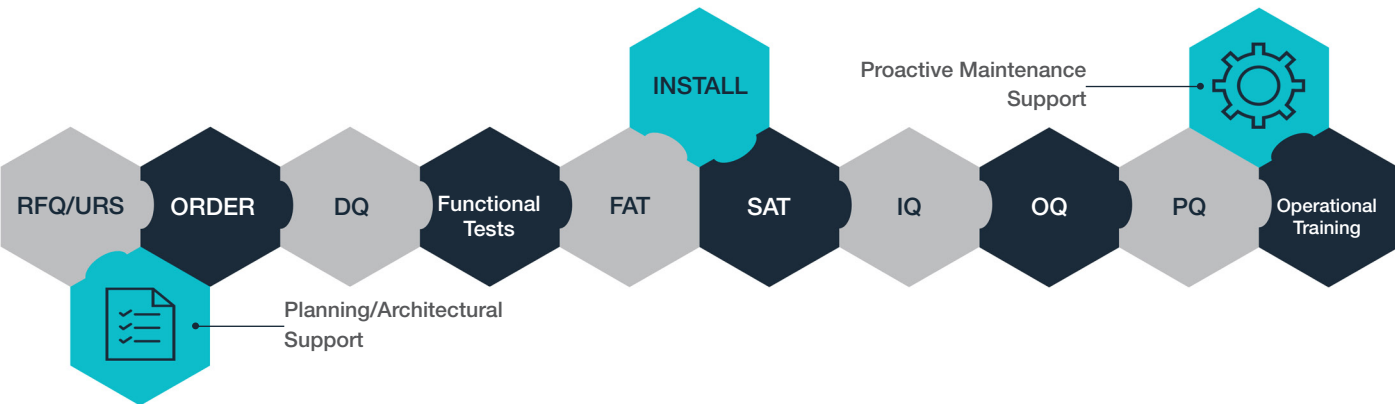 INSTALL
Proactive Maintenance
Support
RFQ/URS
ORDER
DQ
Functional
Tests
FAT
SAT
IQ
OQ
PQ
Operational
Training
Planning/Architectural
Support